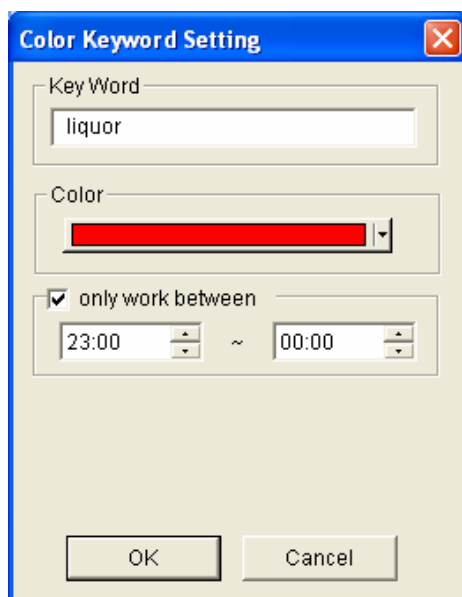 Color Keyword Setting
Key Word
liquor
Color
only work between
23:00 ~ 00:00
OK Cancel